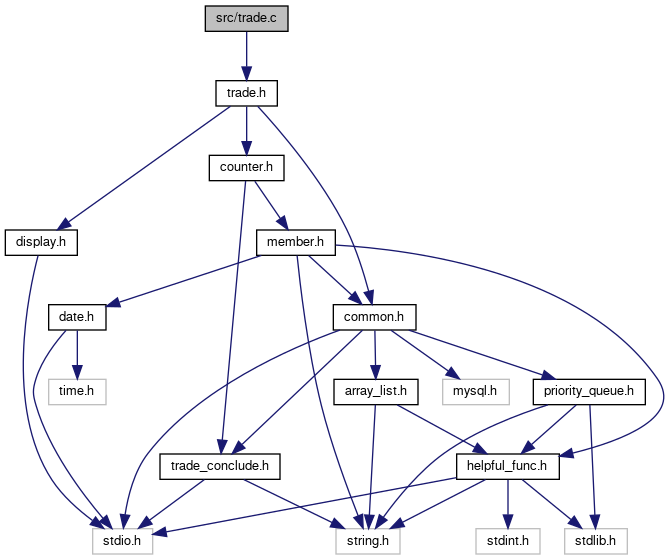 src/trade.c
trade.h
counter.h
display.h
member.h
date.h
common.h
time.h
array_list.h
mysql.h
priority_queue.h
trade_conclude.h
helpful_func.h
stdio.h
string.h
stdint.h
stdlib.h